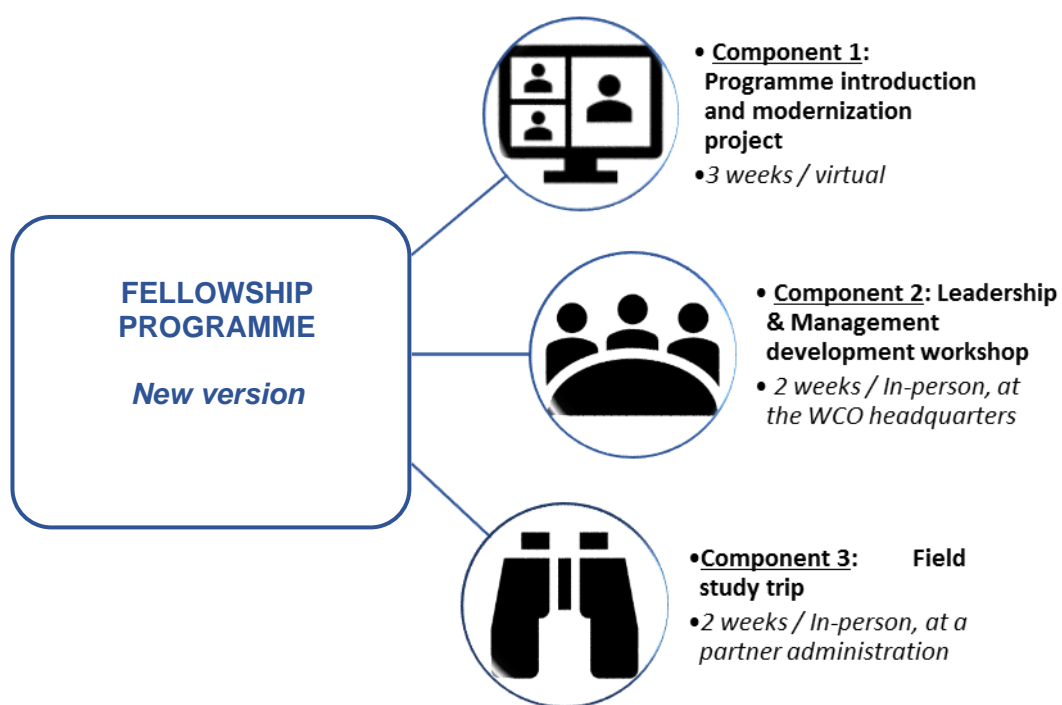 FELLOWSHIP
PROGRAMME
New version
• Component 1:
Programme introduction
and modernization
project
•3 weeks / virtual
• Component 2: Leadership
& Management
development workshop
• 2 weeks / In-person, at
the WCO headquarters
•Component 3: Field
study trip
•2 weeks / In-person, at a
partner administration